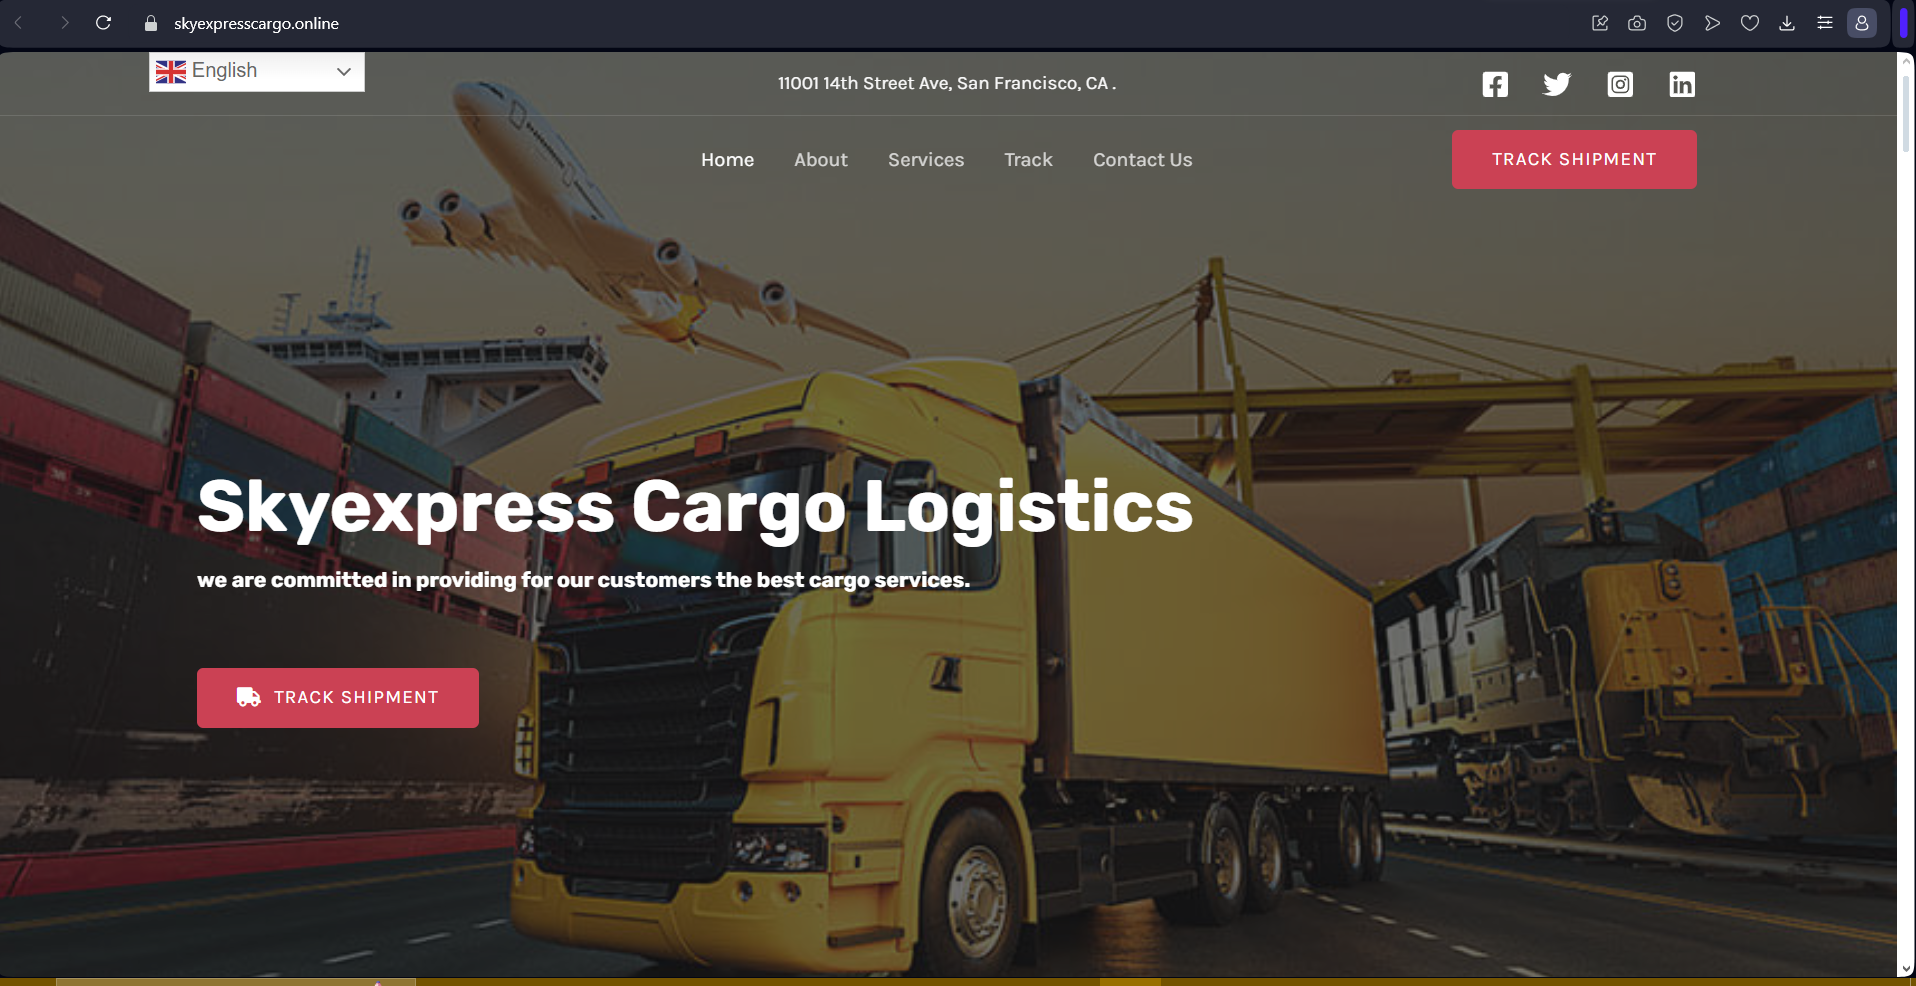 skyexpresscargo.online
English
11001 14th Street Ave, San Francisco, CA .
Home About Services Track Contact Us
TRACK SHIPMENT
Skyexpress Cargo Logistics
we are committed in providing for our customers the best cargo services.
TRACK SHIPMENT